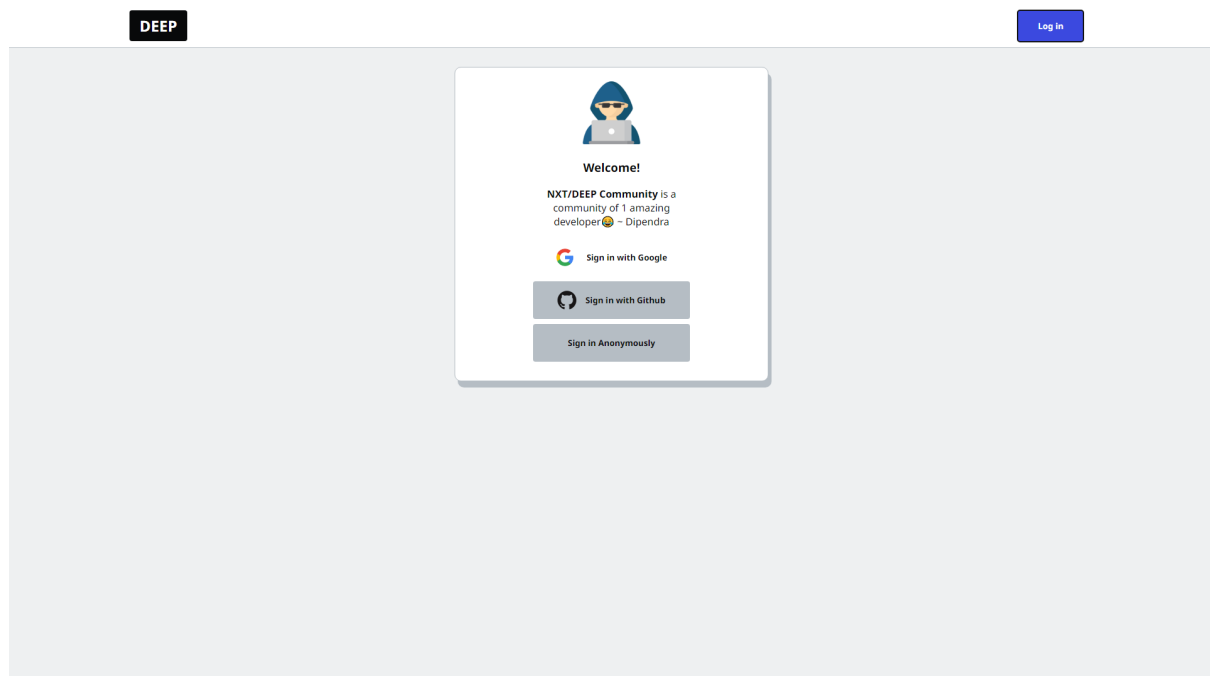 DEEP
Log in
Welcome!
NXT/DEEP Community is a
community of 1 amazing
developer😄 ~ Dipendra
Sign in with Google
Sign in with Github
Sign in Anonymously